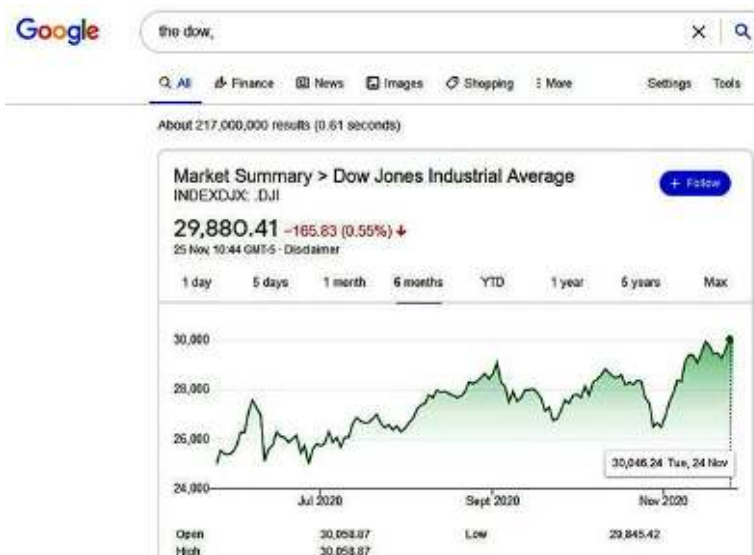 Google
the dow,
All Finance News Images Shopping More Settings Tools
About 217,000,000 results (0.61 seconds)
Market Summary > Dow Jones Industrial Average
INDEXDJX: .DJI
+ Follow
29,880.41 −165.83 (0.55%) ↓
25 Nov, 10:44 GMT-5 · Disclaimer
1 day 5 days 1 month 6 months YTD 1 year 5 years Max
30,000
28,000
26,000
24,000
30,046.24 Tue, 24 Nov
Jul 2020 Sept 2020 Nov 2020
Open 30,058.87 Low 29,845.42
High 30,058.87